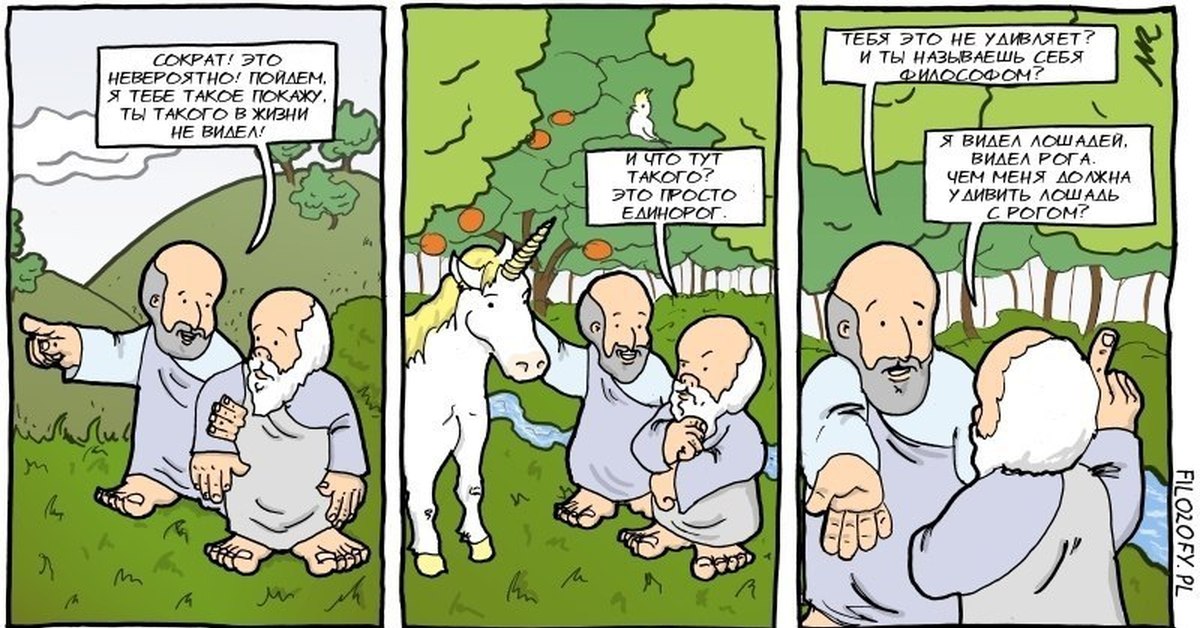 СОКРАТ! ЭТО
НЕВЕРОЯТНО! ПОЙДЕМ,
Я ТЕБЕ ТАКОЕ ПОКАЖУ,
ТЫ ТАКОГО В ЖИЗНИ
НЕ ВИДЕЛ!
И ЧТО ТУТ
ТАКОГО?
ЭТО ПРОСТО
ЕДИНОРОГ.
ТЕБЯ ЭТО НЕ УДИВЛЯЕТ?
И ТЫ НАЗЫВАЕШЬ СЕБЯ
ФИЛОСОФОМ?
Я ВИДЕЛ ЛОШАДЕЙ,
ВИДЕЛ РОГА.
ЧЕМ МЕНЯ ДОЛЖНА
УДИВИТЬ ЛОШАДЬ
С РОГОМ?
FILOZOFY.PL